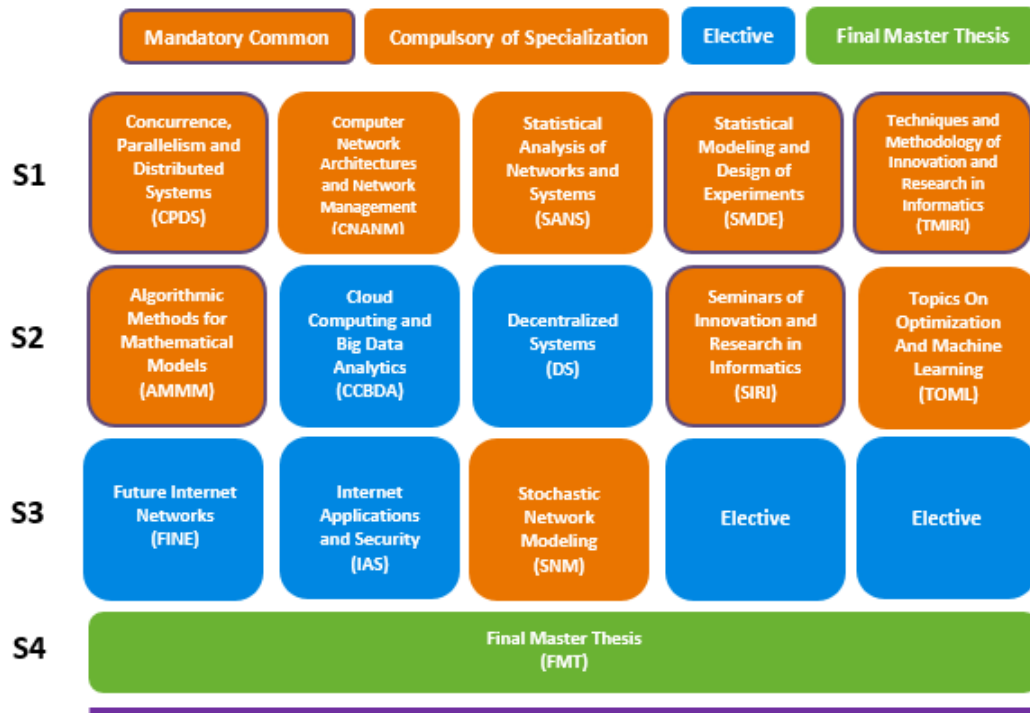 Mandatory Common
Compulsory of Specialization
Elective
Final Master Thesis
S1
Concurrence,
Parallelism and
Distributed
Systems
(CPDS)
Computer
Network
Architectures
and Network
Management
(CNANM)
Statistical
Analysis of
Networks and
Systems
(SANS)
Statistical
Modeling and
Design of
Experiments
(SMDE)
Techniques and
Methodology of
Innovation and
Research in
Informatics
(TMIRI)
S2
Algorithmic
Methods for
Mathematical
Models
(AMMM)
Cloud
Computing and
Big Data
Analytics
(CCBDA)
Decentralized
Systems
(DS)
Seminars of
Innovation and
Research in
Informatics
(SIRI)
Topics On
Optimization
And Machine
Learning
(TOML)
S3
Future Internet
Networks
(FINE)
Internet
Applications
and Security
(IAS)
Stochastic
Network
Modeling
(SNM)
Elective
Elective
S4
Final Master Thesis
(FMT)